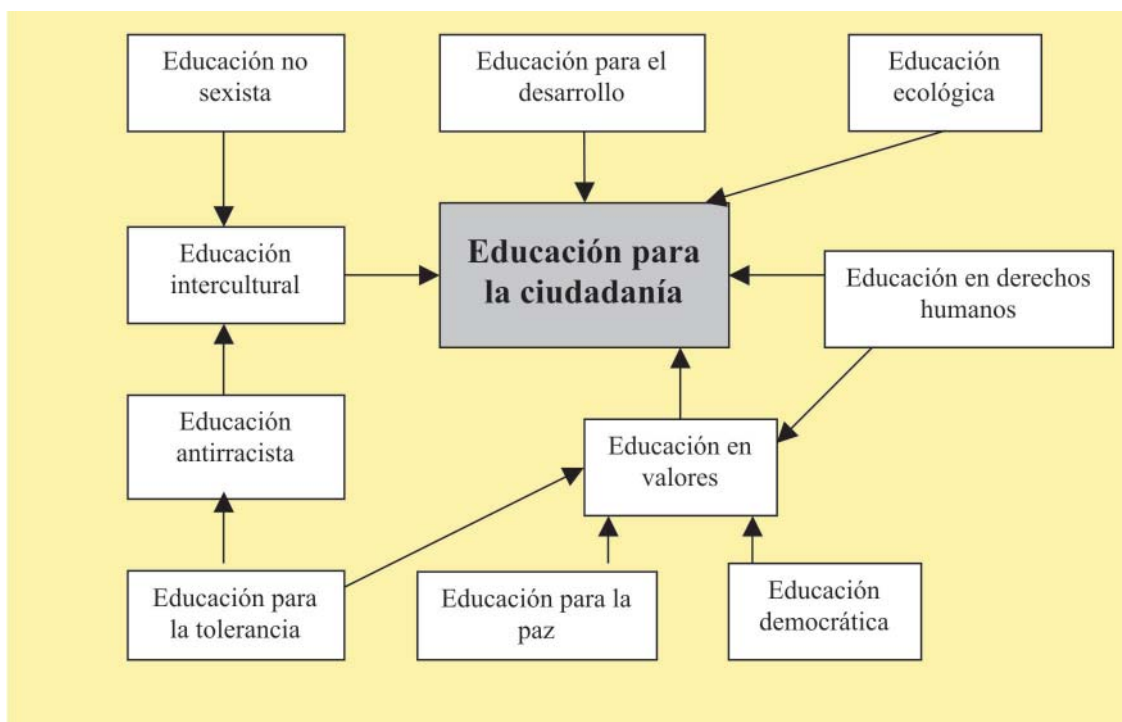 Educación no
sexista
Educación para el
desarrollo
Educación
ecológica
Educación
intercultural
Educación para
la ciudadanía
Educación en derechos
humanos
Educación
antirracista
Educación en
valores
Educación para
la tolerancia
Educación para la
paz
Educación
democrática